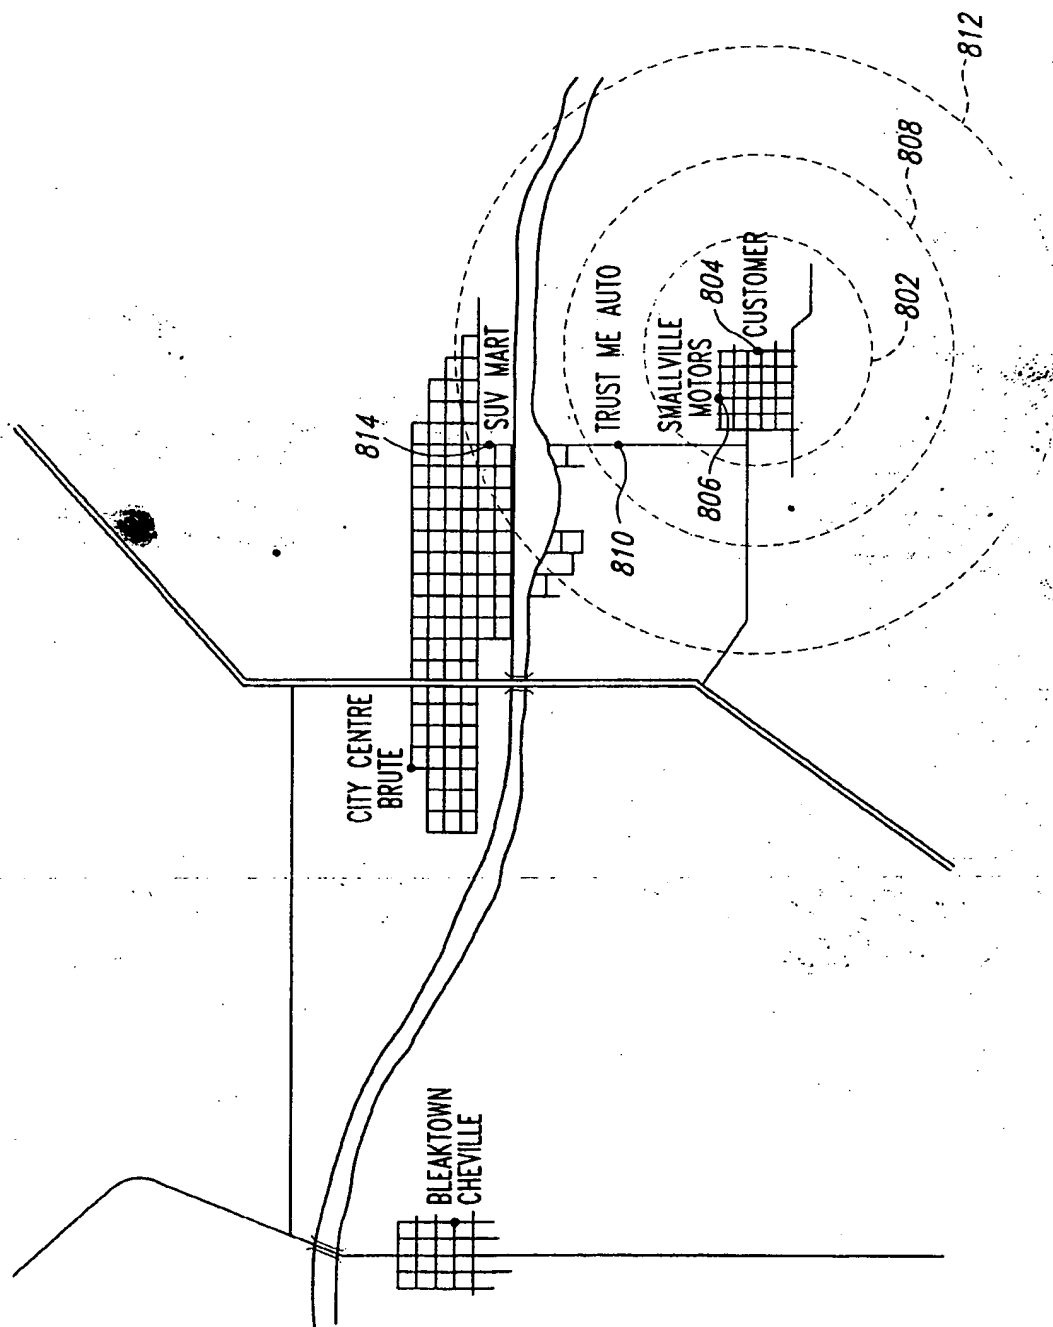 BLEAKTOWN
CHEVILLE
CITY CENTRE
BRUTE
814
SUV MART
810
TRUST ME AUTO
SMALLVILLE
MOTORS
806
804
CUSTOMER
802
808
812